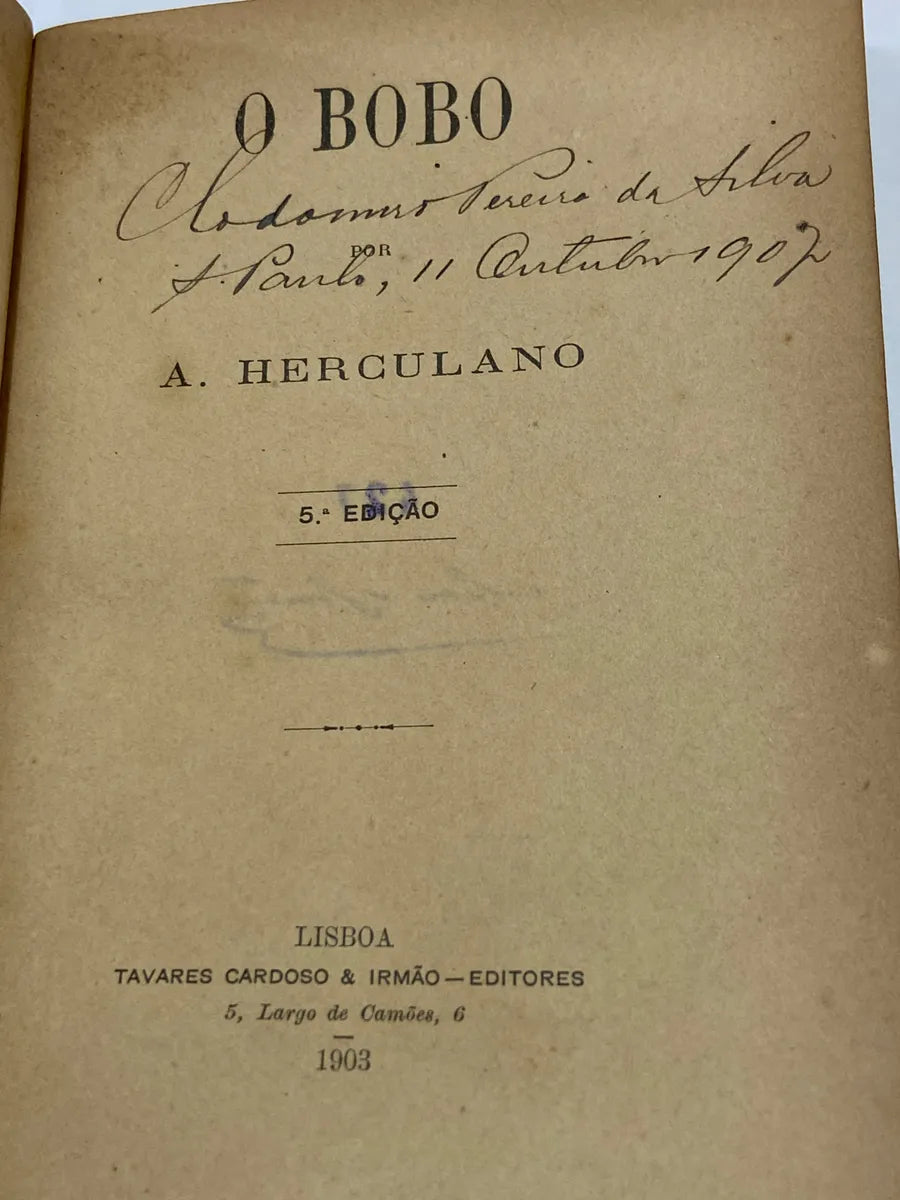 O BOBO
Clodomiro Pereira da Silva
POR
S. Paulo, 11 Outubro 1907
A. HERCULANO
5.ª EDIÇÃO
LISBOA
TAVARES CARDOSO & IRMÃO—EDITORES
5, Largo de Camões, 6
1903